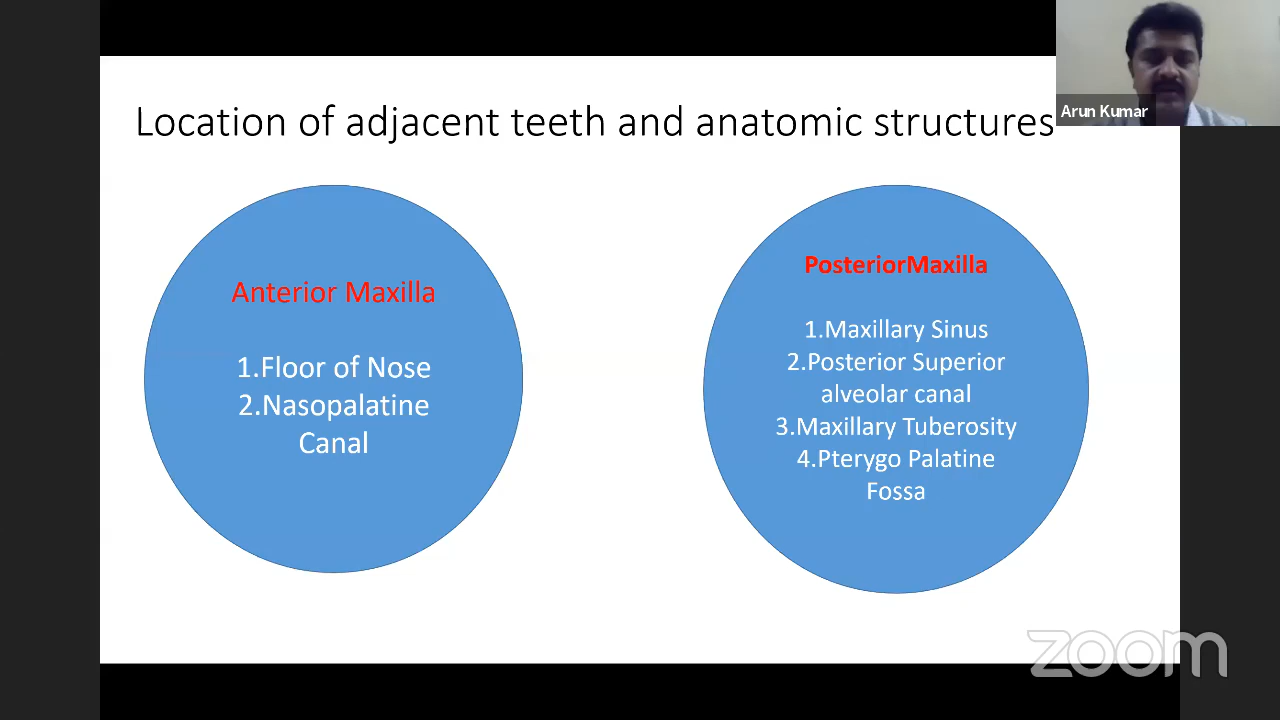 Location of adjacent teeth and anatomic structures
Arun Kumar
Anterior Maxilla
1.Floor of Nose
2.Nasopalatine
Canal
PosteriorMaxilla
1.Maxillary Sinus
2.Posterior Superior
alveolar canal
3.Maxillary Tuberosity
4.Pterygo Palatine
Fossa
zoom